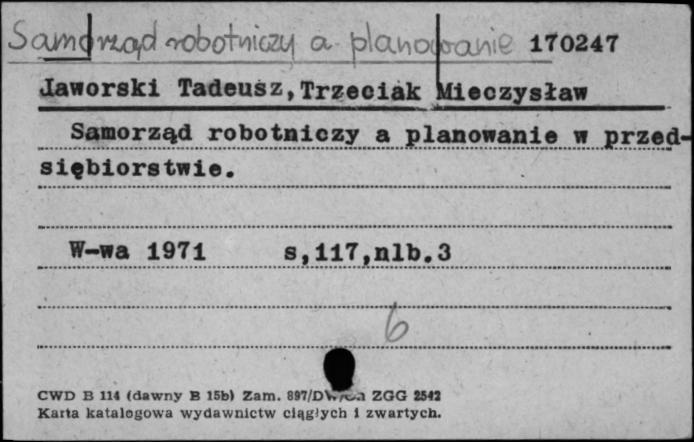 Samorząd robotniczy a planowanie 170247
Jaworski Tadeusz,Trzeciak Mieczysław
Samorząd robotniczy a planowanie w przed-
siębiorstwie.
W-wa 1971 s,117,nlb.3
6
CWD B 114 (dawny B 15b) Zam. 897/DW/ ZGG 2542
Karta katalogowa wydawnictw ciągłych i zwartych.